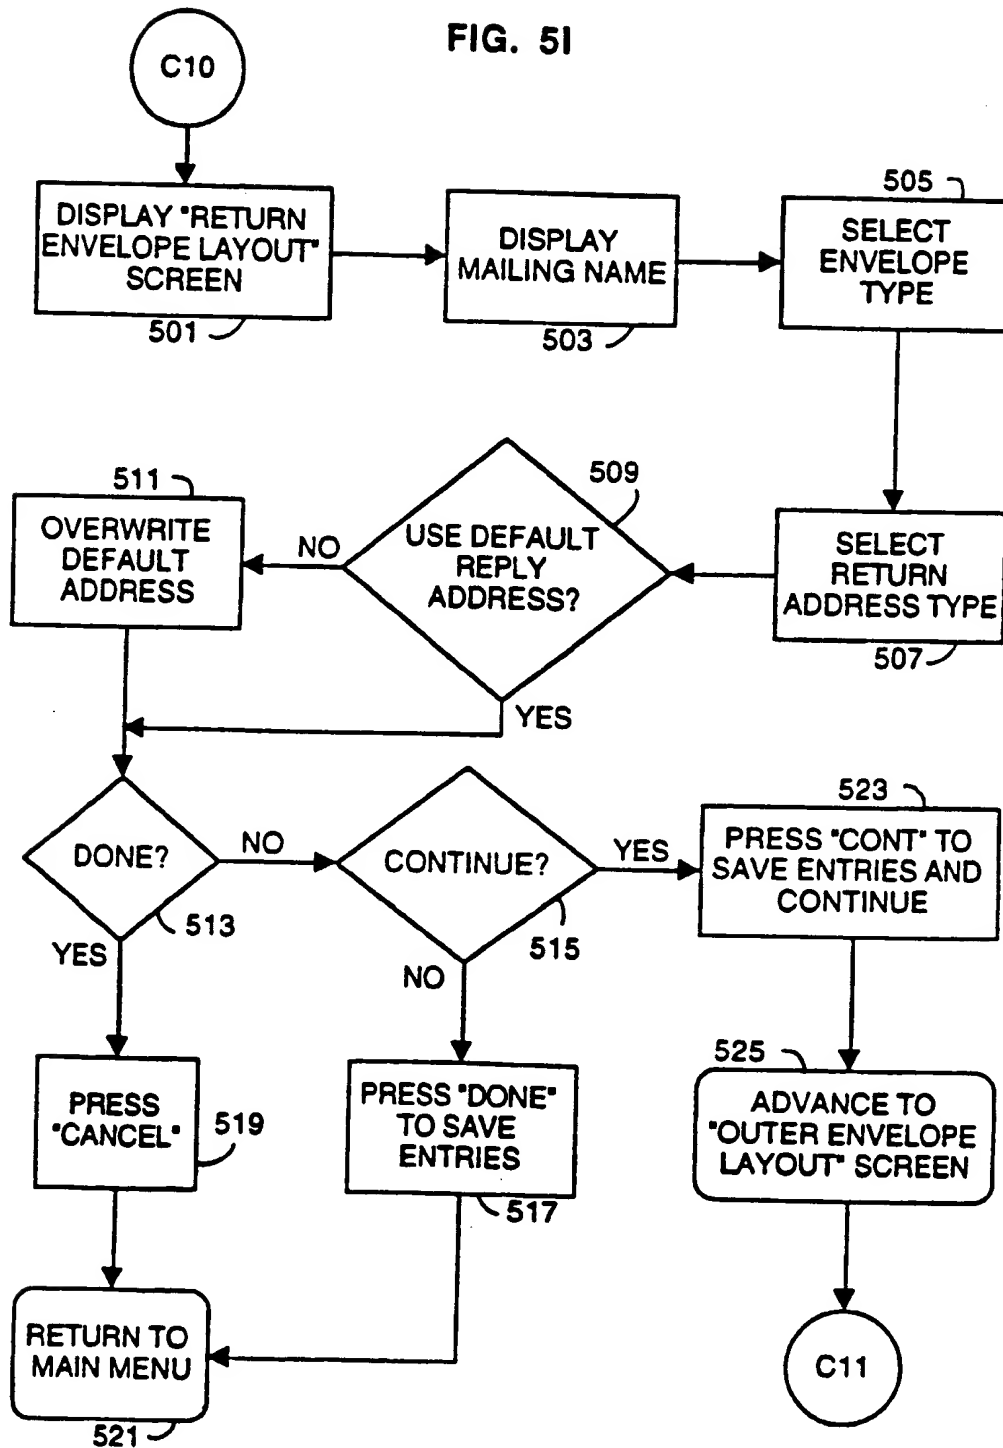 FIG. 5I
C10
DISPLAY "RETURN
ENVELOPE LAYOUT"
SCREEN
501
DISPLAY
MAILING NAME
503
505
SELECT
ENVELOPE
TYPE
511
OVERWRITE
DEFAULT
ADDRESS
NO
509
USE DEFAULT
REPLY
ADDRESS?
YES
SELECT
RETURN
ADDRESS TYPE
507
DONE?
NO
513
YES
CONTINUE?
YES
515
NO
523
PRESS "CONT" TO
SAVE ENTRIES AND
CONTINUE
PRESS
"CANCEL"
519
PRESS "DONE"
TO SAVE
ENTRIES
517
525
ADVANCE TO
"OUTER ENVELOPE
LAYOUT" SCREEN
RETURN TO
MAIN MENU
521
C11